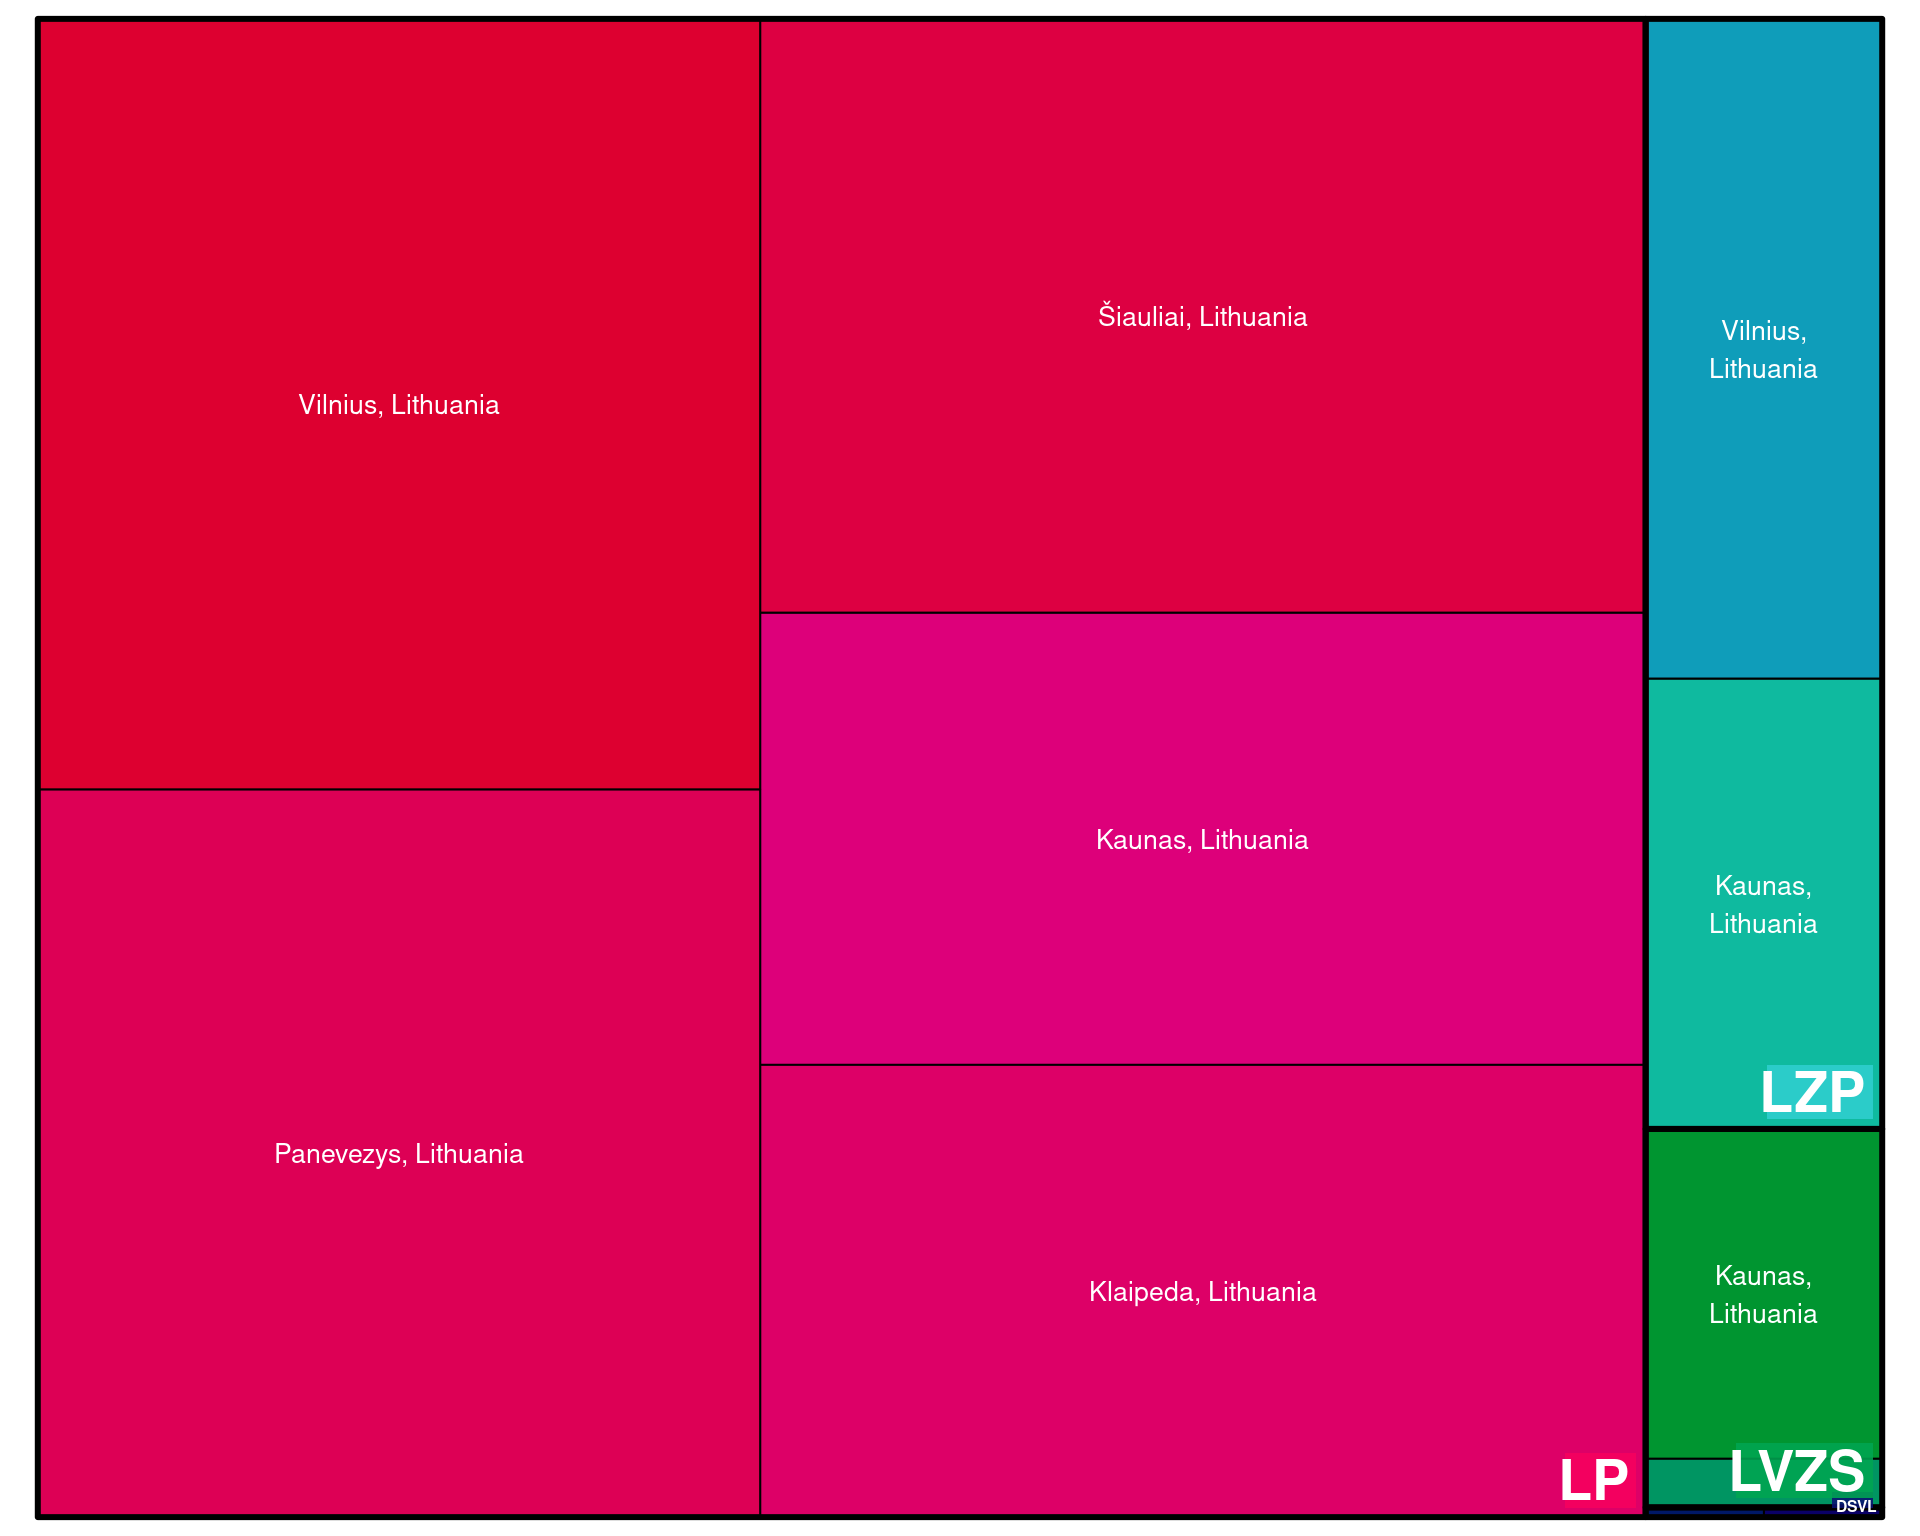 Vilnius, Lithuania
Panevezys, Lithuania
Šiauliai, Lithuania
Kaunas, Lithuania
Klaipeda, Lithuania
LP
Vilnius,
Lithuania
Kaunas,
Lithuania
LZP
Kaunas,
Lithuania
LVZS
DSVL